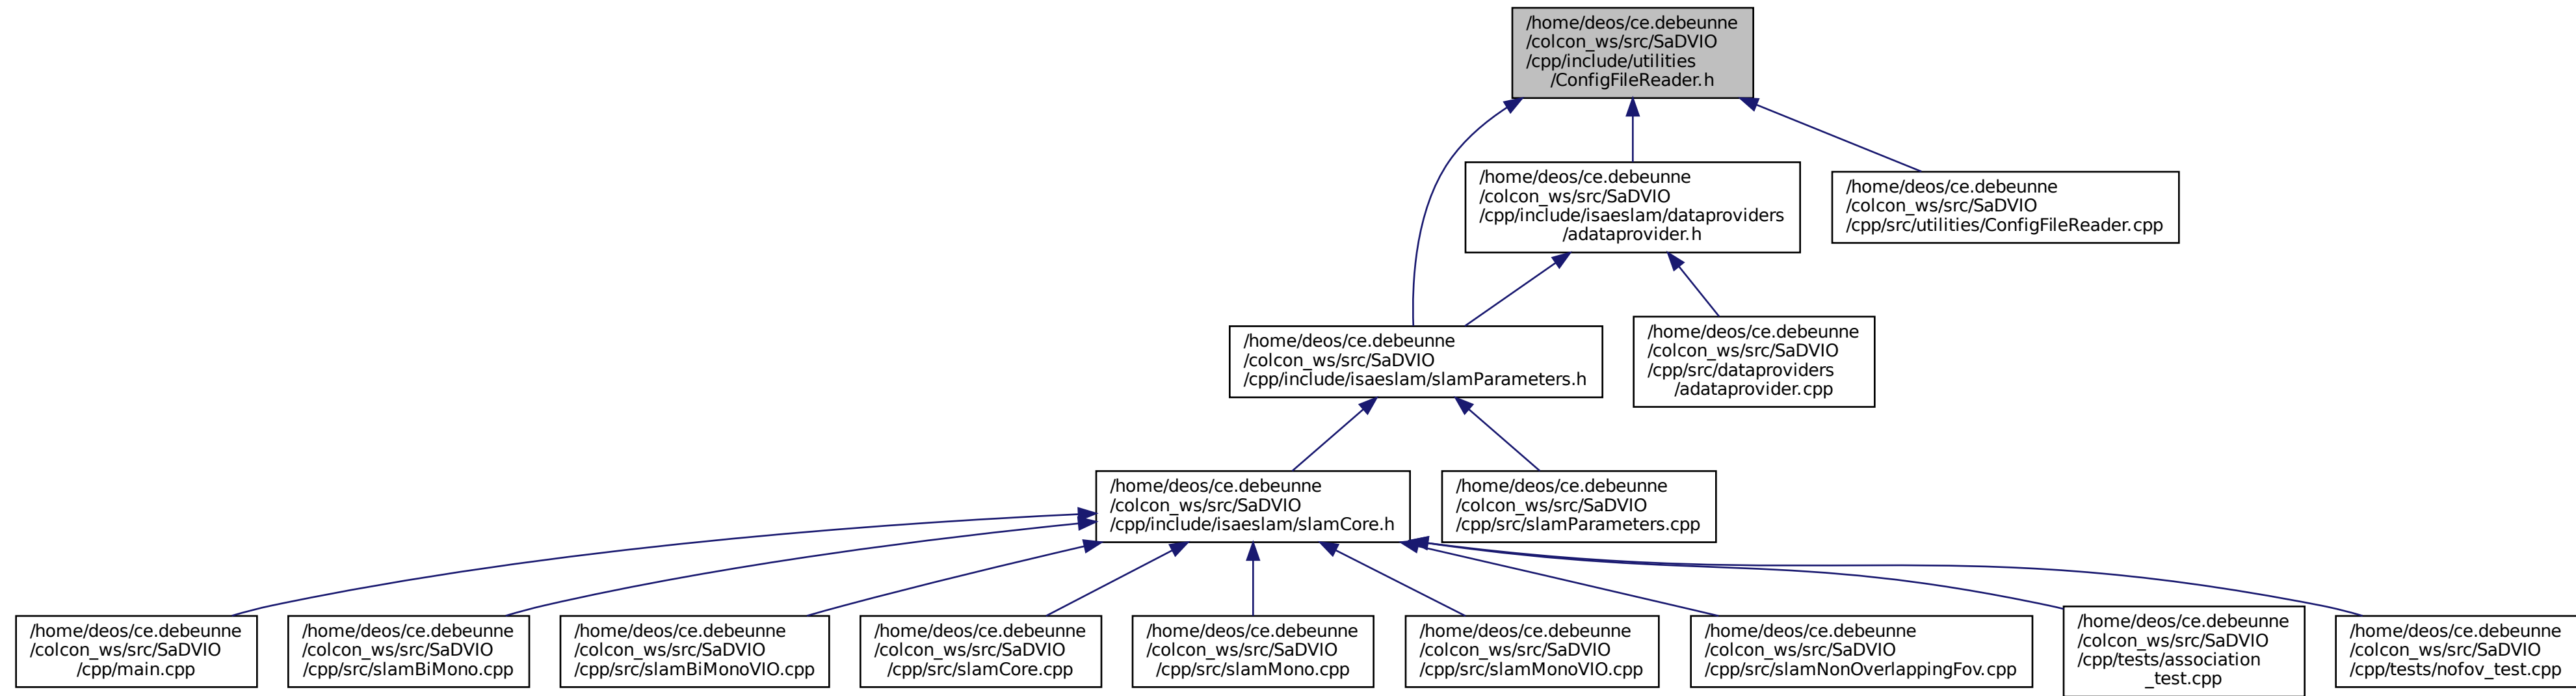 /home/deos/ce.debeunne
/colcon_ws/src/SaDVIO
/cpp/include/utilities
/ConfigFileReader.h
/home/deos/ce.debeunne
/colcon_ws/src/SaDVIO
/cpp/include/isaeslam/dataproviders
/adataprovider.h
/home/deos/ce.debeunne
/colcon_ws/src/SaDVIO
/cpp/src/utilities/ConfigFileReader.cpp
/home/deos/ce.debeunne
/colcon_ws/src/SaDVIO
/cpp/include/isaeslam/slamParameters.h
/home/deos/ce.debeunne
/colcon_ws/src/SaDVIO
/cpp/src/dataproviders
/adataprovider.cpp
/home/deos/ce.debeunne
/colcon_ws/src/SaDVIO
/cpp/include/isaeslam/slamCore.h
/home/deos/ce.debeunne
/colcon_ws/src/SaDVIO
/cpp/src/slamParameters.cpp
/home/deos/ce.debeunne
/colcon_ws/src/SaDVIO
/cpp/main.cpp
/home/deos/ce.debeunne
/colcon_ws/src/SaDVIO
/cpp/src/slamBiMono.cpp
/home/deos/ce.debeunne
/colcon_ws/src/SaDVIO
/cpp/src/slamBiMonoVIO.cpp
/home/deos/ce.debeunne
/colcon_ws/src/SaDVIO
/cpp/src/slamCore.cpp
/home/deos/ce.debeunne
/colcon_ws/src/SaDVIO
/cpp/src/slamMono.cpp
/home/deos/ce.debeunne
/colcon_ws/src/SaDVIO
/cpp/src/slamMonoVIO.cpp
/home/deos/ce.debeunne
/colcon_ws/src/SaDVIO
/cpp/src/slamNonOverlappingFov.cpp
/home/deos/ce.debeunne
/colcon_ws/src/SaDVIO
/cpp/tests/association
_test.cpp
/home/deos/ce.debeunne
/colcon_ws/src/SaDVIO
/cpp/tests/nofov_test.cpp